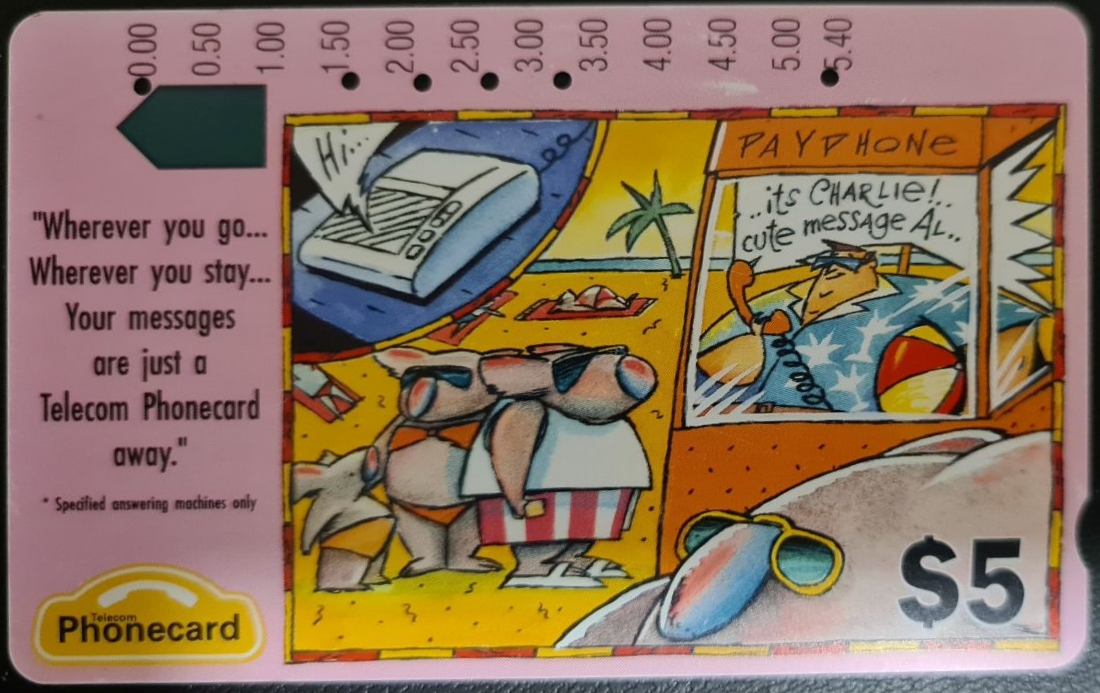 0.00 0.50 1.00 1.50 2.00 2.50 3.00 3.50 4.00 4.50 5.00 5.40
"Wherever you go...
Wherever you stay...
Your messages
are just a
Telecom Phonecard
away."
* Specified answering machines only
Telecom
Phonecard
Hi...
PAYPHONE
..its CHARLIE!..
cute message AL..
$5